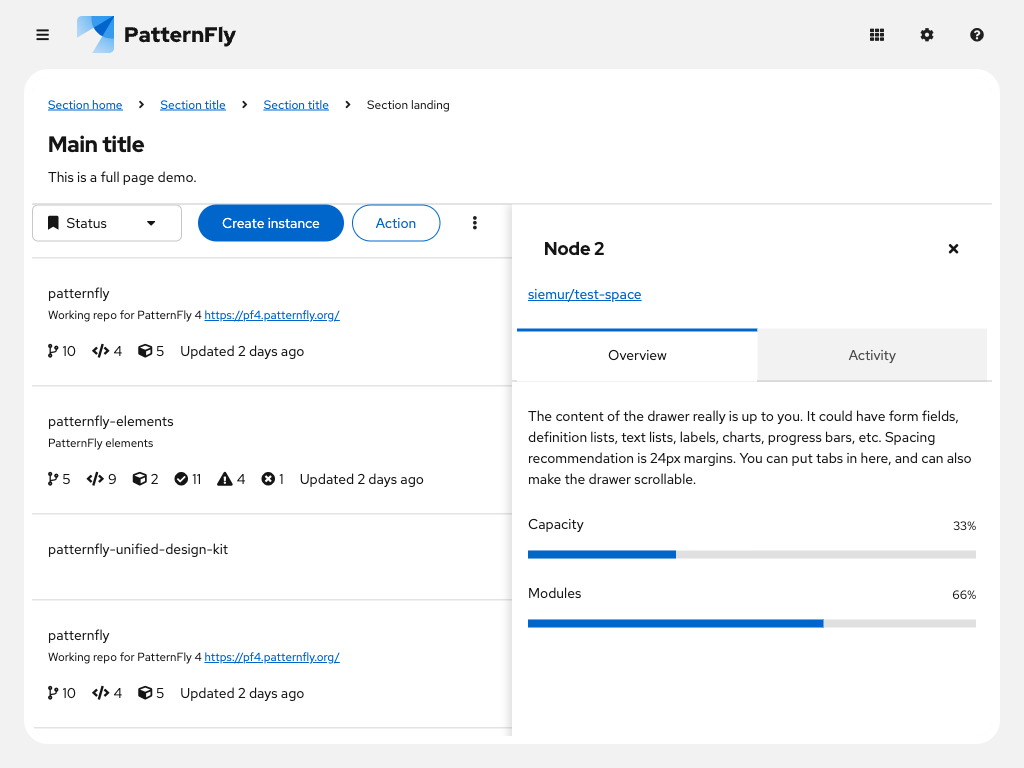 PatternFly
Section home
Section title
Section title
Section landing
Main title
This is a full page demo.
Status
Create instance
Action
patternfly
Working repo for PatternFly 4 https://pf4.patternfly.org/
10 4 5 Updated 2 days ago
patternfly-elements
PatternFly elements
5 9 2 11 4 1 Updated 2 days ago
patternfly-unified-design-kit
patternfly
Working repo for PatternFly 4 https://pf4.patternfly.org/
10 4 5 Updated 2 days ago
Node 2
siemur/test-space
Overview
Activity
The content of the drawer really is up to you. It could have form fields,
definition lists, text lists, labels, charts, progress bars, etc. Spacing
recommendation is 24px margins. You can put tabs in here, and can also
make the drawer scrollable.
Capacity
33%
Modules
66%